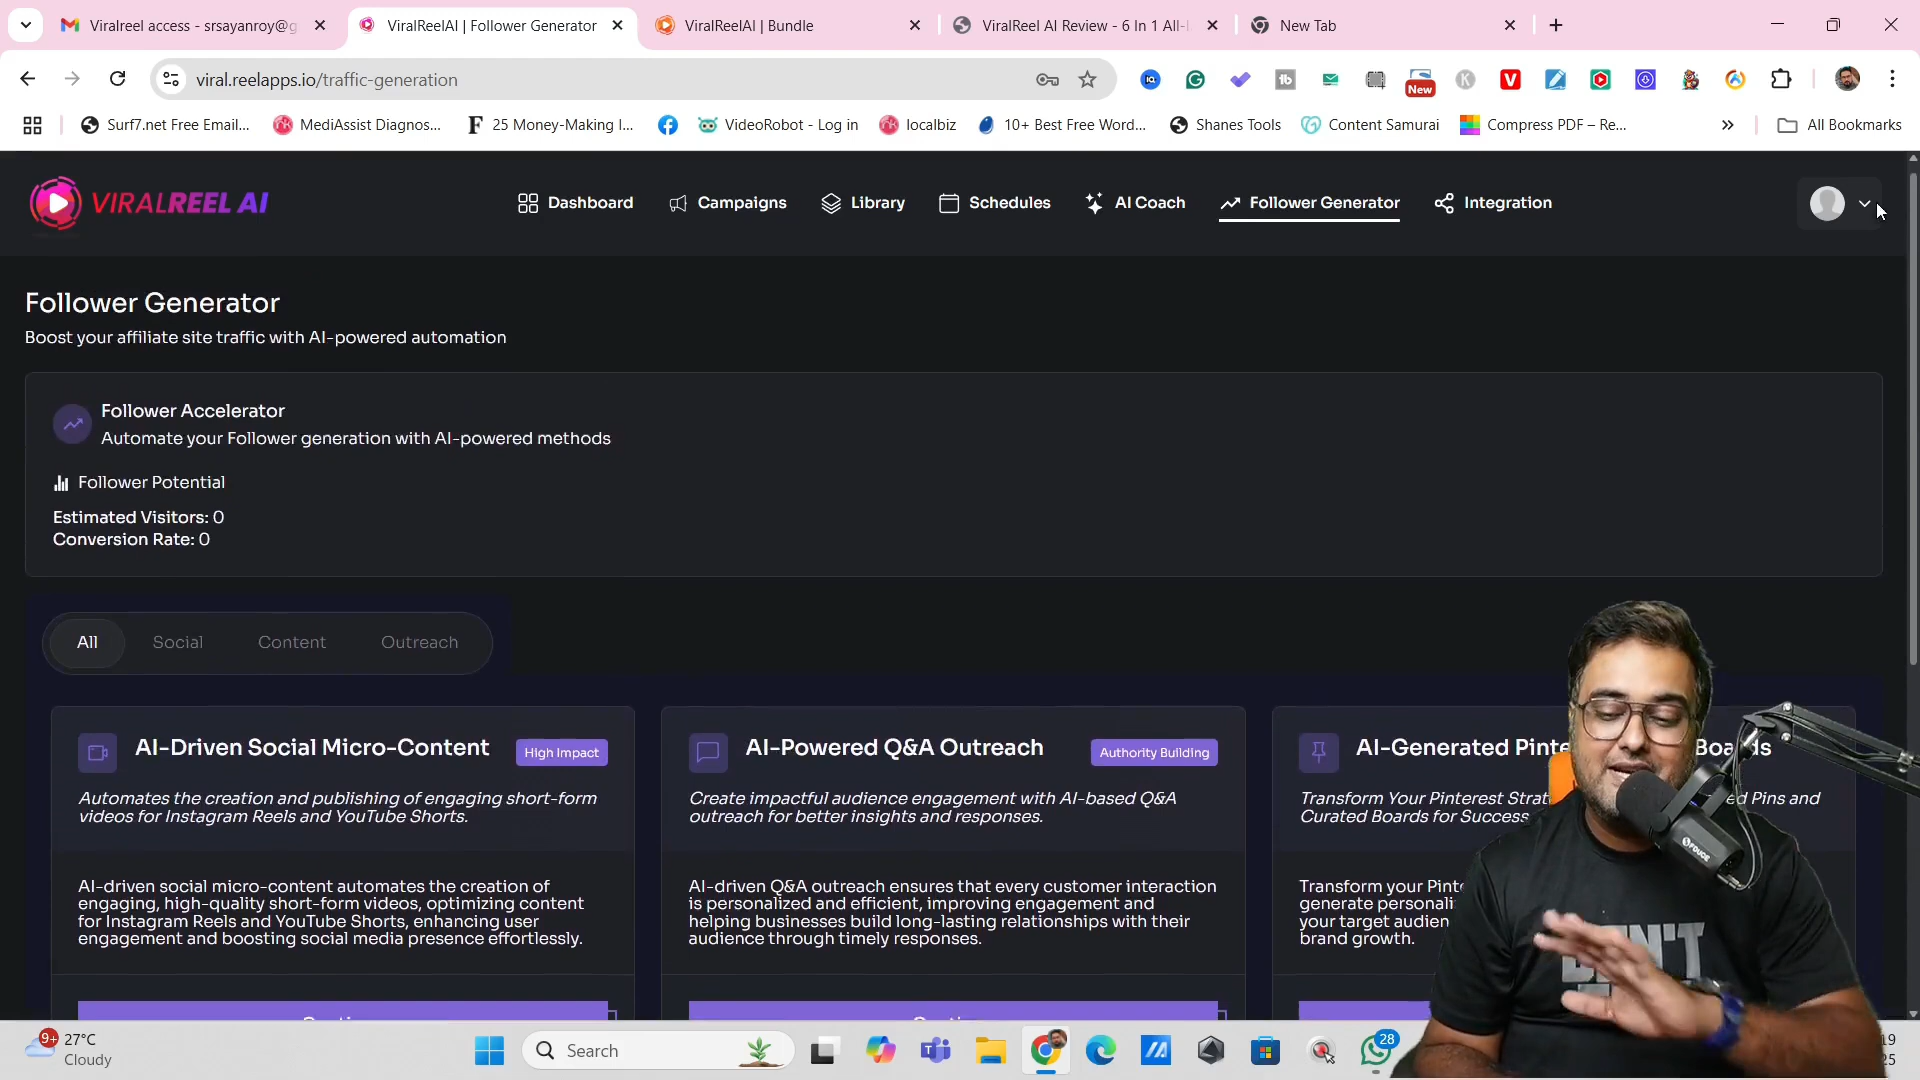 Viralreel access - srsayanroy@g
ViralReelAI | Follower Generator
ViralReelAI | Bundle
ViralReel AI Review - 6 In 1 All-
New Tab
viral.reelapps.io/traffic-generation
New
Surf7.net Free Email...
MediAssist Diagnos...
25 Money-Making I...
VideoRobot - Log in
localbiz
10+ Best Free Word...
Shanes Tools
Content Samurai
Compress PDF – Re...
All Bookmarks
VIRALREEL AI
Dashboard
Campaigns
Library
Schedules
AI Coach
Follower Generator
Integration
Follower Generator
Boost your affiliate site traffic with AI-powered automation
Follower Accelerator
Automate your Follower generation with AI-powered methods
Follower Potential
Estimated Visitors: 0
Conversion Rate: 0
All
Social
Content
Outreach
AI-Driven Social Micro-Content
High Impact
Automates the creation and publishing of engaging short-form
videos for Instagram Reels and YouTube Shorts.
AI-driven social micro-content automates the creation of
engaging, high-quality short-form videos, optimizing content
for Instagram Reels and YouTube Shorts, enhancing user
engagement and boosting social media presence effortlessly.
AI-Powered Q&A Outreach
Authority Building
Create impactful audience engagement with AI-based Q&A
outreach for better insights and responses.
AI-driven Q&A outreach ensures that every customer interaction
is personalized and efficient, improving engagement and
helping businesses build long-lasting relationships with their
audience through timely responses.
AI-Generated Pinte Boards
Transform Your Pinterest Strat ed Pins and
Curated Boards for Success
Transform your Pint
generate personali
your target audien
brand growth.
FDUCE
9+
27°C
Cloudy
Search
28
19
25